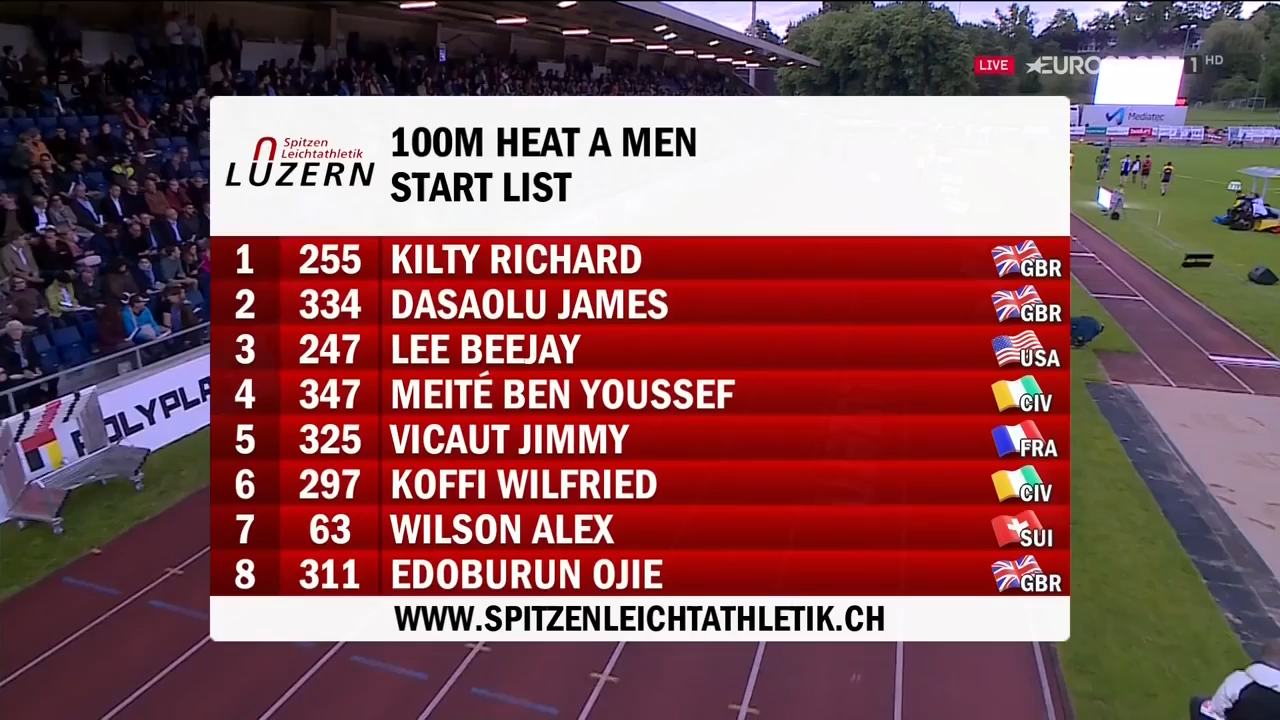 LIVE EUROSPORT 1 HD
Mediatec
Spitzen
Leichtathletik
LUZERN
100M HEAT A MEN
START LIST
1 255 KILTY RICHARD GBR
2 334 DASAOLU JAMES GBR
3 247 LEE BEEJAY USA
4 347 MEITÉ BEN YOUSSEF CIV
5 325 VICAUT JIMMY FRA
6 297 KOFFI WILFRIED CIV
7 63 WILSON ALEX SUI
8 311 EDOBURUN OJIE GBR
POLYPLA
WWW.SPITZENLEICHTATHLETIK.CH